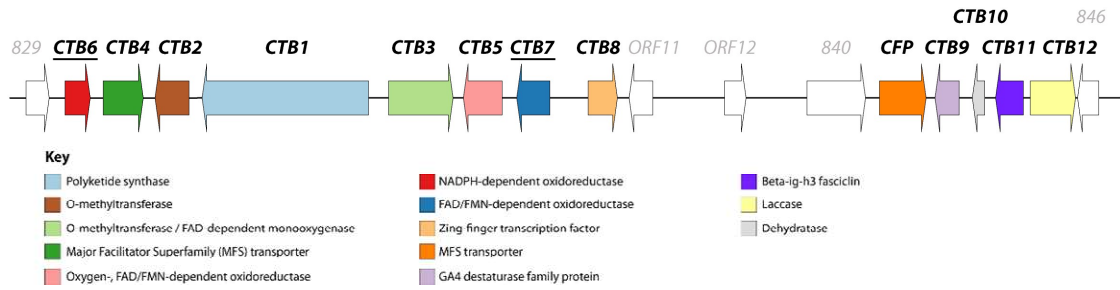 CTB10 846
829 CTB6 CTB4 CTB2 CTB1 CTB3 CTB5 CTB7 CTB8 ORF11 ORF12 840 CFP CTB9 CTB11 CTB12
Key
Polyketide synthase
O-methyltransferase
O methyltransferase / FAD-dependent monooxygenase
Major Facilitator Superfamily (MFS) transporter
Oxygen-, FAD/FMN-dependent oxidoreductase
NADPH-dependent oxidoreductase
FAD/FMN-dependent oxidoreductase
Zing-finger transcription factor
MFS transporter
GA4 destaturase family protein
Beta-ig-h3 fasciclin
Laccase
Dehydratase